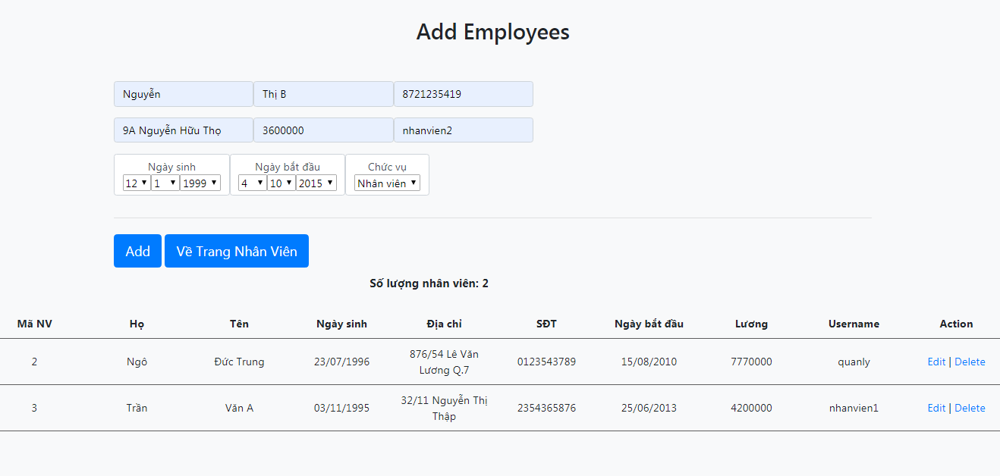 Add Employees
Nguyễn Thị B 8721235419
9A Nguyễn Hữu Thọ 3600000 nhanvien2
Ngày sinh Ngày bắt đầu Chức vụ
12 1 1999 4 10 2015 Nhân viên
Add Về Trang Nhân Viên
Số lượng nhân viên: 2
Mã NV Họ Tên Ngày sinh Địa chỉ SĐT Ngày bắt đầu Lương Username Action
2 Ngô Đức Trung 23/07/1996 876/54 Lê Văn Lương Q.7 0123543789 15/08/2010 7770000 quanly Edit | Delete
3 Trần Văn A 03/11/1995 32/11 Nguyễn Thị Thập 2354365876 25/06/2013 4200000 nhanvien1 Edit | Delete